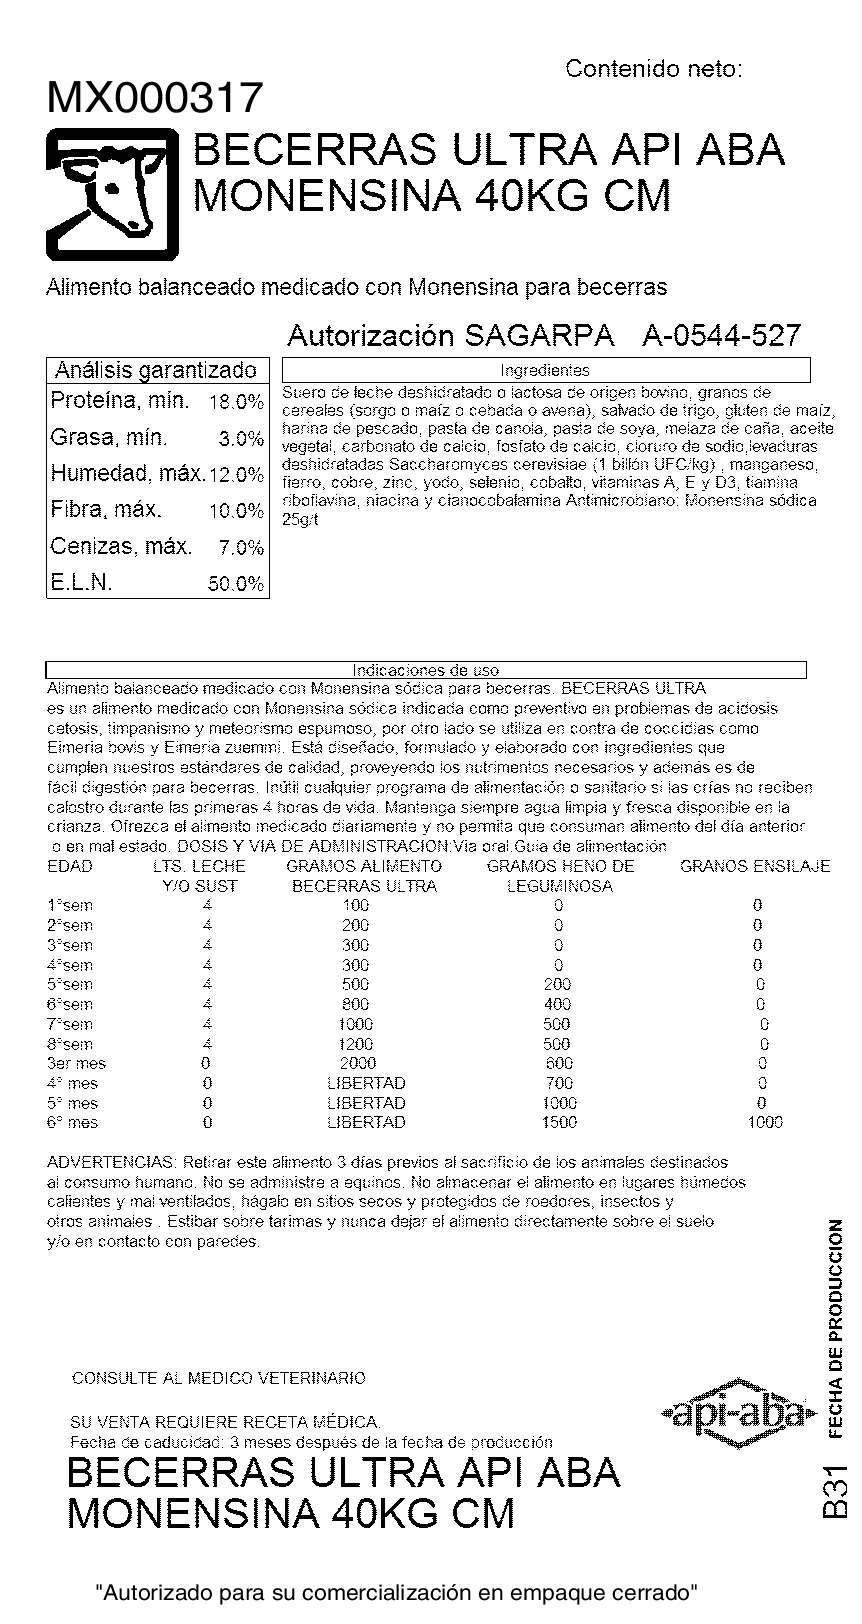 Contenido neto:
MX000317
BECERRAS ULTRA API ABA
MONENSINA 40KG CM
Alimento balanceado medicado con Monensina para becerras
Autorización SAGARPA A-0544-527
Análisis garantizado
Proteína, mín. 18.0%
Grasa, mín. 3.0%
Humedad, máx. 12.0%
Fibra, máx. 10.0%
Cenizas, máx. 7.0%
E.L.N. 50.0%
Ingredientes
Suero de leche deshidratado o lactosa de origen bovino, granos de
cereales (sorgo o maíz o cebada o avena), salvado de trigo, gluten de maíz,
harina de pescado, pasta de canola, pasta de soya, melaza de caña, aceite
vegetal, carbonato de calcio, fosfato de calcio, cloruro de sodio,levaduras
deshidratadas Saccharomyces cerevisiae (1 billón UFC/kg) , manganeso,
fierro, cobre, zinc, yodo, selenio, cobalto, vitaminas A, E y D3, tiamina
riboflavina, niacina y cianocobalamina Antimicrobiano: Monensina sódica
25g/t
Indicaciones de uso
Alimento balanceado medicado con Monensina sódica para becerras. BECERRAS ULTRA
es un alimento medicado con Monensina sódica indicada como preventivo en problemas de acidosis
cetosis, timpanismo y meteorismo espumoso, por otro lado se utiliza en contra de coccidias como
Eimeria bovis y Eimeria zuernni. Está diseñado, formulado y elaborado con ingredientes que
cumplen nuestros estándares de calidad, proveyendo los nutrimentos necesarios y además es de
fácil digestión para becerras. Inútil cualquier programa de alimentación o sanitario si las crías no reciben
calostro durante las primeras 4 horas de vida. Mantenga siempre agua limpia y fresca disponible en la
crianza. Ofrezca el alimento medicado diariamente y no permita que consuman alimento del día anterior
o en mal estado. DOSIS Y VIA DE ADMINISTRACION:Via oral.Guia de alimentación
EDAD LTS. LECHE GRAMOS ALIMENTO GRAMOS HENO DE GRANOS ENSILAJE
Y/O SUST BECERRAS ULTRA LEGUMINOSA
1°sem 4 100 0 0
2°sem 4 200 0 0
3°sem 4 300 0 0
4°sem 4 300 0 0
5°sem 4 500 200 0
6°sem 4 800 400 0
7°sem 4 1000 500 0
8°sem 4 1200 500 0
3er mes 0 2000 600 0
4° mes 0 LIBERTAD 700 0
5° mes 0 LIBERTAD 1000 0
6° mes 0 LIBERTAD 1500 1000
ADVERTENCIAS: Retirar este alimento 3 días previos al sacrificio de los animales destinados
al consumo humano. No se administre a equinos. No almacenar el alimento en lugares húmedos
calientes y mal ventilados, hágalo en sitios secos y protegidos de roedores, insectos y
otros animales . Estibar sobre tarimas y nunca dejar el alimento directamente sobre el suelo
y/o en contacto con paredes.
FECHA DE PRODUCCION
B31
CONSULTE AL MEDICO VETERINARIO
api-aba
SU VENTA REQUIERE RECETA MÉDICA.
Fecha de caducidad: 3 meses después de la fecha de producción
BECERRAS ULTRA API ABA
MONENSINA 40KG CM
"Autorizado para su comercialización en empaque cerrado"